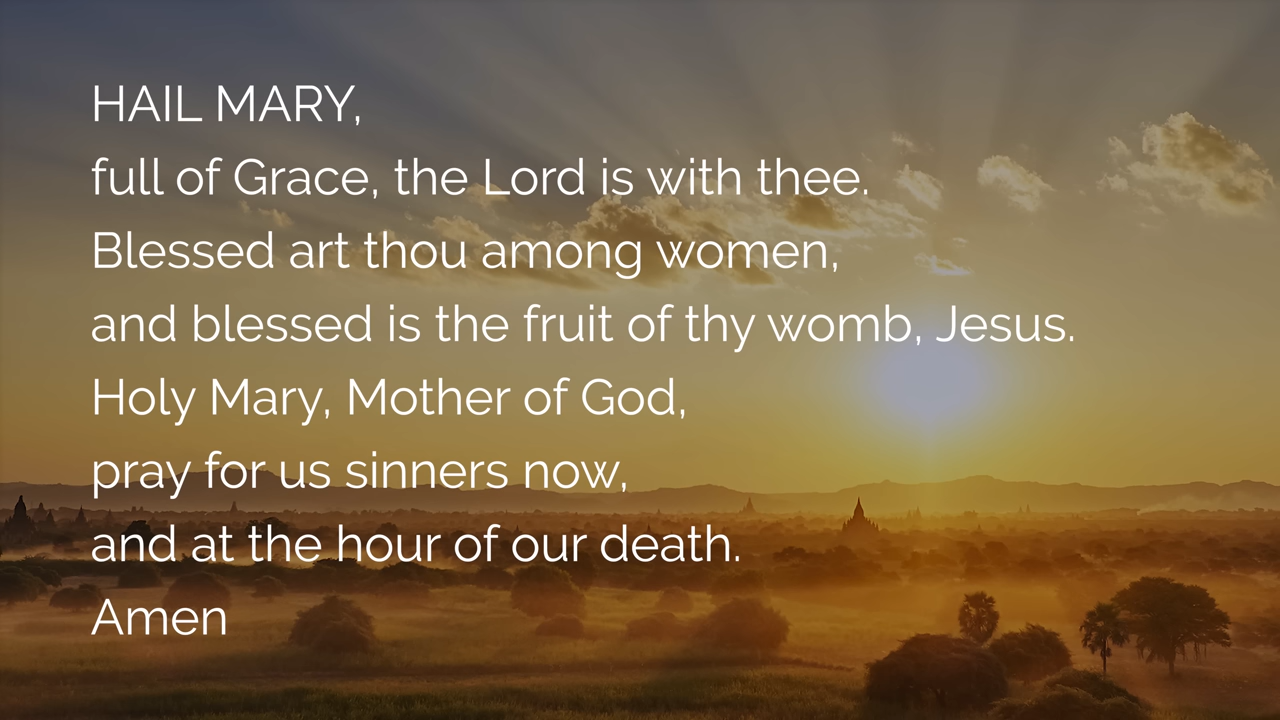 HAIL MARY,
full of Grace, the Lord is with thee.
Blessed art thou among women,
and blessed is the fruit of thy womb, Jesus.
Holy Mary, Mother of God,
pray for us sinners now,
and at the hour of our death.
Amen